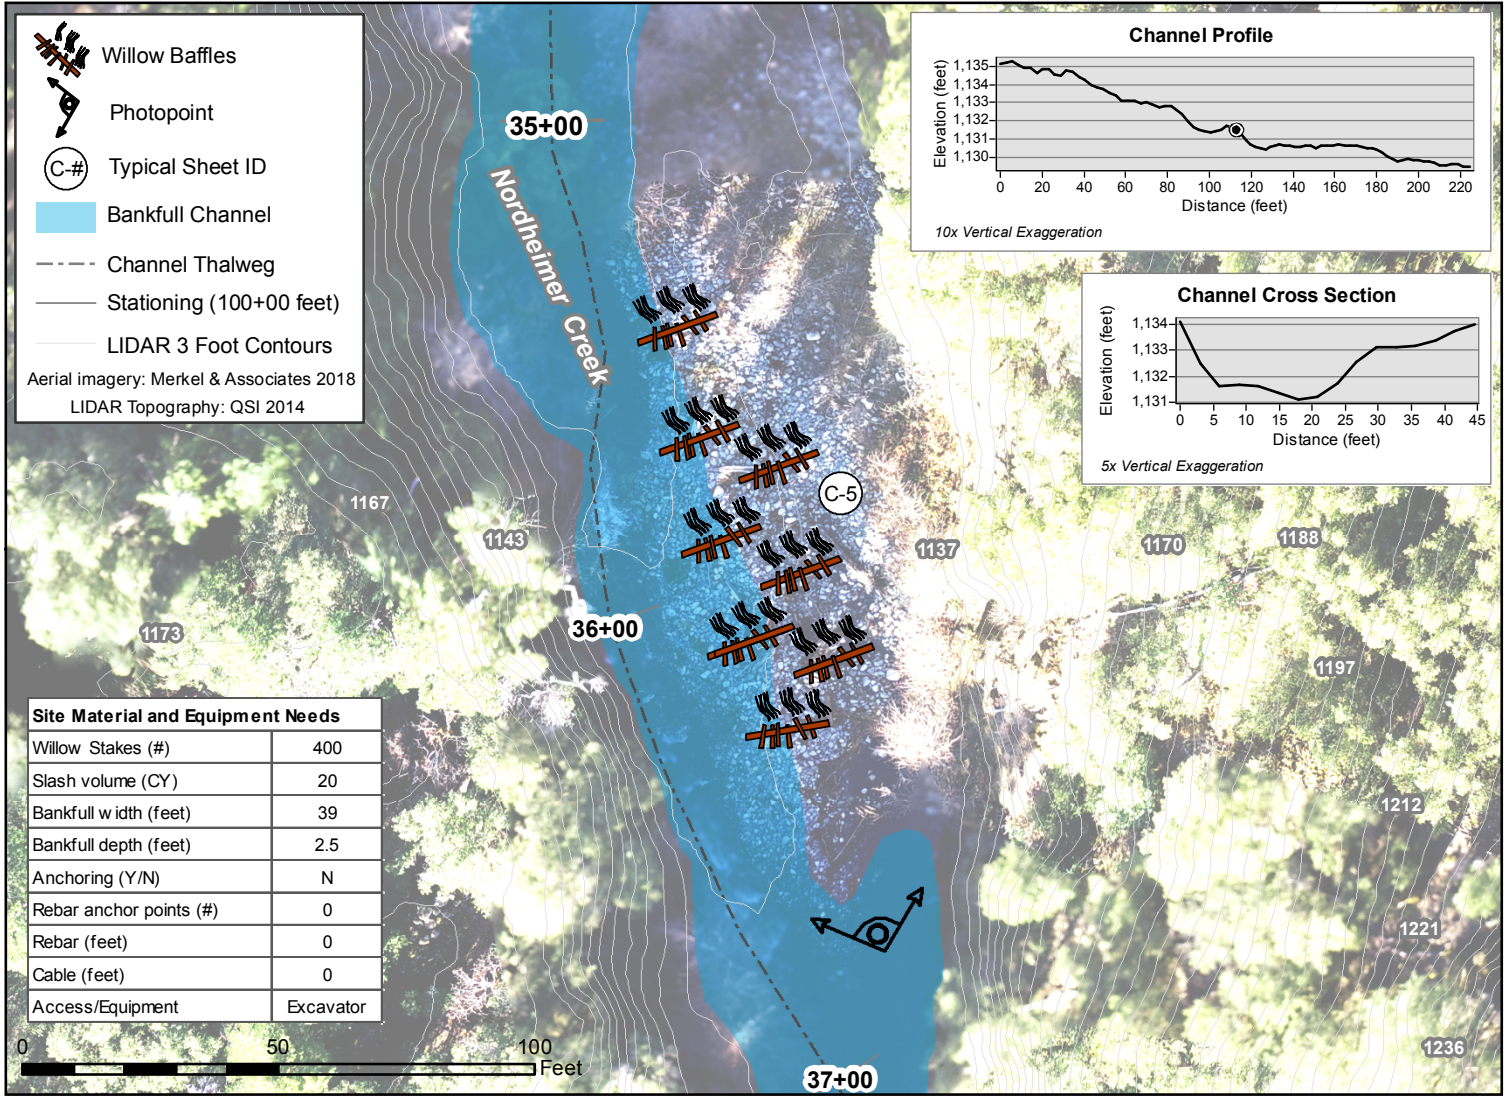 Willow Baffles
Photopoint
C-# Typical Sheet ID
Bankfull Channel
Channel Thalweg
Stationing (100+00 feet)
LIDAR 3 Foot Contours
Aerial imagery: Merkel & Associates 2018
LIDAR Topography: QSI 2014
Channel Profile
Elevation (feet)
1,135
1,134
1,133
1,132
1,131
1,130
0 20 40 60 80 100 120 140 160 180 200 220
Distance (feet)
10x Vertical Exaggeration
Channel Cross Section
Elevation (feet)
1,134
1,133
1,132
1,131
0 5 10 15 20 25 30 35 40 45
Distance (feet)
5x Vertical Exaggeration
35+00
Nordheimer Creek
C-5
1167
1143
1137
1170
1188
36+00
1173
1197
1212
1221
1236
37+00
Site Material and Equipment Needs
Willow Stakes (#) 400
Slash volume (CY) 20
Bankfull width (feet) 39
Bankfull depth (feet) 2.5
Anchoring (Y/N) N
Rebar anchor points (#) 0
Rebar (feet) 0
Cable (feet) 0
Access/Equipment Excavator
0 50 100
Feet